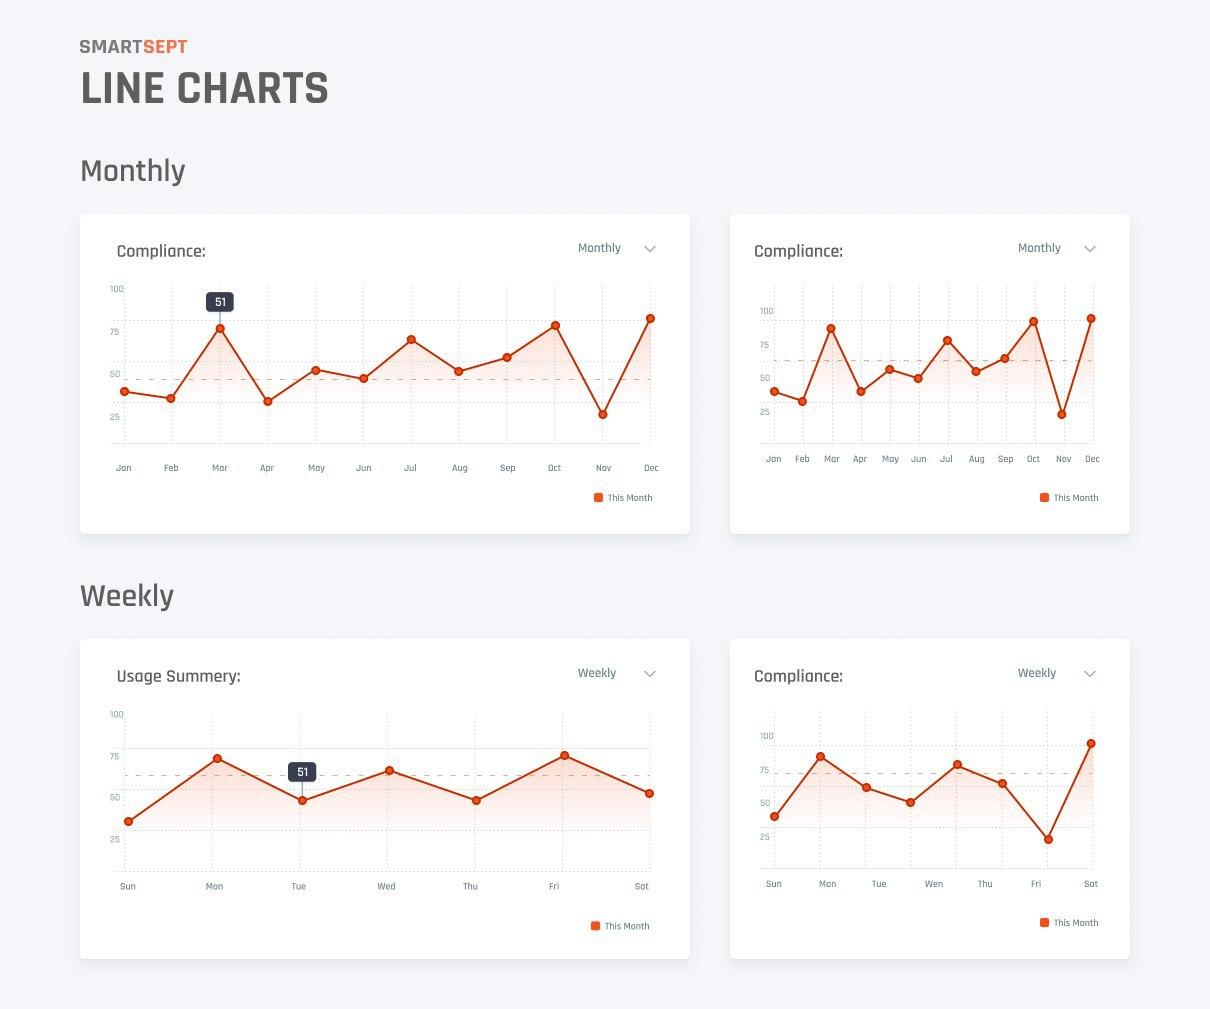 SMARTSEPT
LINE CHARTS
Monthly
Compliance:
Monthly
100
75
50
25
51
Jan Feb Mar Apr May Jun Jul Aug Sep Oct Nov Dec
This Month
Compliance:
Monthly
100
75
50
25
Jan Feb Mar Apr May Jun Jul Aug Sep Oct Nov Dec
This Month
Weekly
Usage Summery:
Weekly
100
75
50
25
51
Sun Mon Tue Wed Thu Fri Sat
This Month
Compliance:
Weekly
100
75
50
25
Sun Mon Tue Wen Thu Fri Sat
This Month